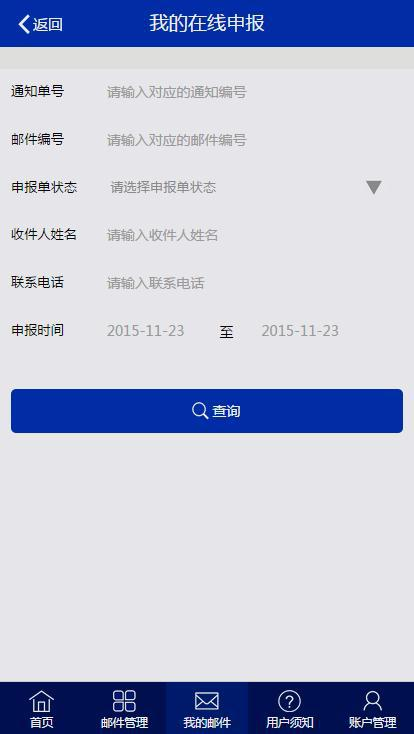 返回
我的在线申报
通知单号 请输入对应的通知编号
邮件编号 请输入对应的邮件编号
申报单状态 请选择申报单状态
收件人姓名 请输入收件人姓名
联系电话 请输入联系电话
申报时间 2015-11-23 至 2015-11-23
查询
首页 邮件管理 我的邮件 用户须知 账户管理